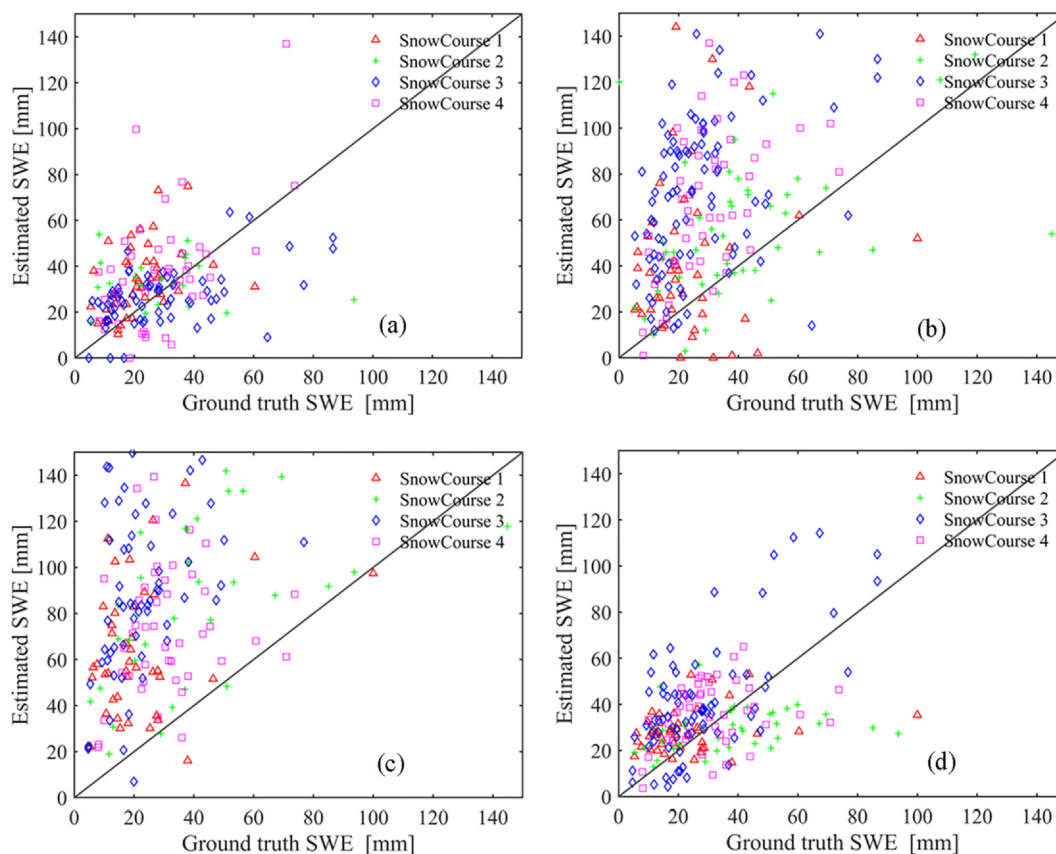 140
120
100
80
60
40
20
0
Estimated SWE [mm]
SnowCourse 1
SnowCourse 2
SnowCourse 3
SnowCourse 4
(a)
0 20 40 60 80 100 120 140
Ground truth SWE [mm]
140
120
100
80
60
40
20
0
Estimated SWE [mm]
SnowCourse 1
SnowCourse 2
SnowCourse 3
SnowCourse 4
(b)
0 20 40 60 80 100 120 140
Ground truth SWE [mm]
140
120
100
80
60
40
20
0
Estimated SWE [mm]
SnowCourse 1
SnowCourse 2
SnowCourse 3
SnowCourse 4
(c)
0 20 40 60 80 100 120 140
Ground truth SWE [mm]
140
120
100
80
60
40
20
0
Estimated SWE [mm]
SnowCourse 1
SnowCourse 2
SnowCourse 3
SnowCourse 4
(d)
0 20 40 60 80 100 120 140
Ground truth SWE [mm]